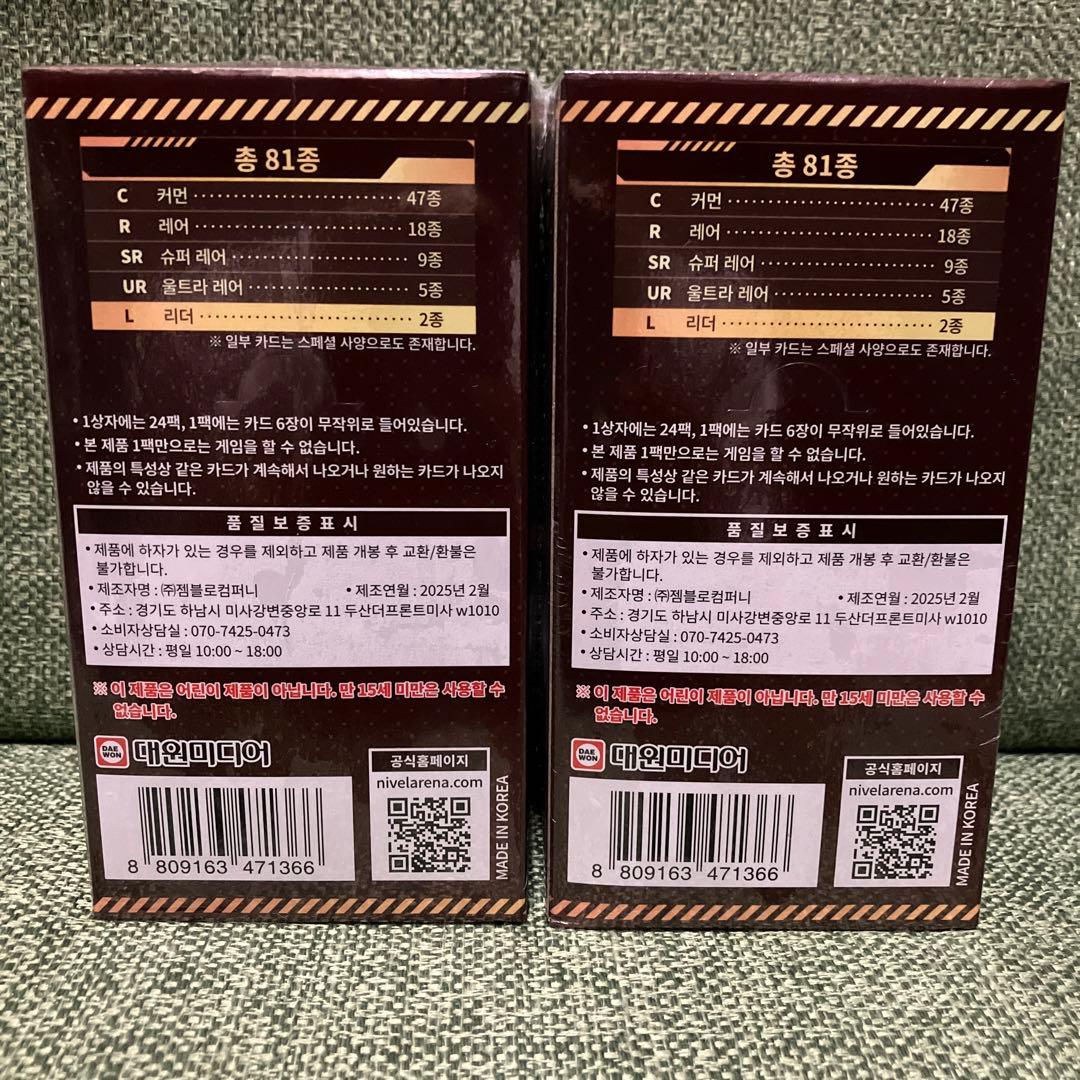 총 81종
C 커먼 ........................ 47종
R 레어 ........................ 18종
SR 슈퍼 레어 ........................ 9종
UR 울트라 레어 ........................ 5종
L 리더 ........................ 2종
※ 일부 카드는 스페셜 사양으로도 존재합니다.
• 1상자에는 24팩, 1팩에는 카드 6장이 무작위로 들어있습니다.
• 본 제품 1팩만으로는 게임을 할 수 없습니다.
• 제품의 특성상 같은 카드가 계속해서 나오거나 원하는 카드가 나오지
않을 수 있습니다.
품 질 보 증 표 시
• 제품에 하자가 있는 경우를 제외하고 제품 개봉 후 교환/환불은
불가합니다.
• 제조자명 : ㈜젬블로컴퍼니 • 제조연월 : 2025년 2월
• 주소 : 경기도 하남시 미사강변중앙로 11 두산더프론트미사 w1010
• 소비자상담실 : 070-7425-0473
• 상담시간 : 평일 10:00 ~ 18:00
※ 이 제품은 어린이 제품이 아닙니다. 만 15세 미만은 사용할 수
없습니다.
DAE WON 대원미디어
공식홈페이지
nivelarena.com
8 809163 471366
MADE IN KOREA
총 81종
C 커먼 ........................ 47종
R 레어 ........................ 18종
SR 슈퍼 레어 ........................ 9종
UR 울트라 레어 ........................ 5종
L 리더 ........................ 2종
※ 일부 카드는 스페셜 사양으로도 존재합니다.
• 1상자에는 24팩, 1팩에는 카드 6장이 무작위로 들어있습니다.
• 본 제품 1팩만으로는 게임을 할 수 없습니다.
• 제품의 특성상 같은 카드가 계속해서 나오거나 원하는 카드가 나오지
않을 수 있습니다.
품 질 보 증 표 시
• 제품에 하자가 있는 경우를 제외하고 제품 개봉 후 교환/환불은
불가합니다.
• 제조자명 : ㈜젬블로컴퍼니 • 제조연월 : 2025년 2월
• 주소 : 경기도 하남시 미사강변중앙로 11 두산더프론트미사 w1010
• 소비자상담실 : 070-7425-0473
• 상담시간 : 평일 10:00 ~ 18:00
※ 이 제품은 어린이 제품이 아닙니다. 만 15세 미만은 사용할 수
없습니다.
DAE WON 대원미디어
공식홈페이지
nivelarena.com
8 809163 471366
MADE IN KOREA